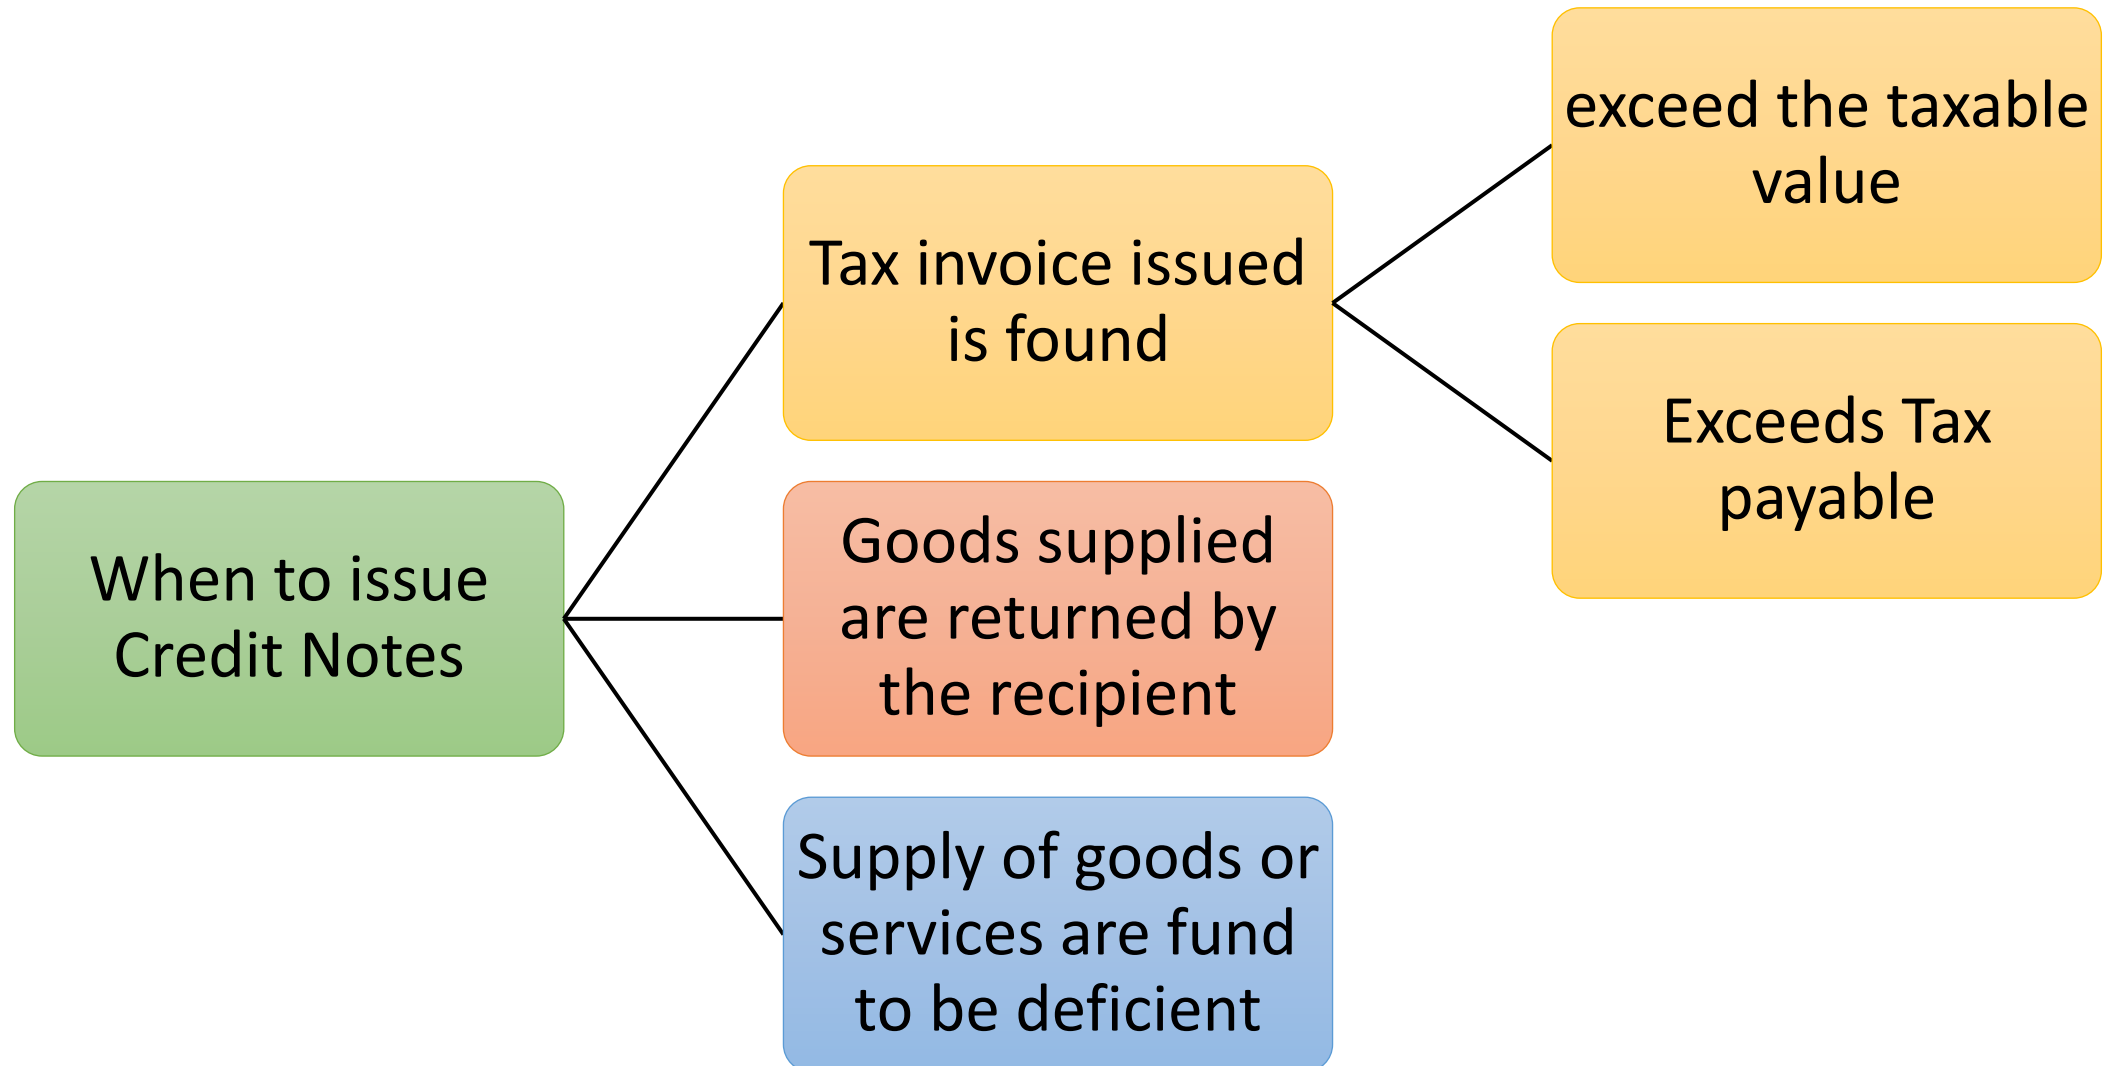 When to issue
Credit Notes
Tax invoice issued
is found
exceed the taxable
value
Exceeds Tax
payable
Goods supplied
are returned by
the recipient
Supply of goods or
services are fund
to be deficient